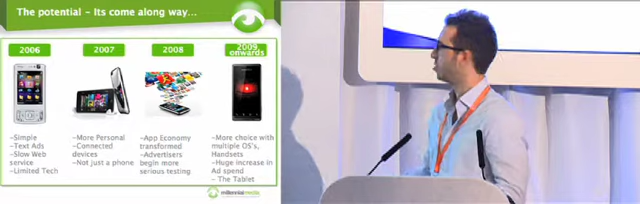 The potential – Its come along way...
2006
2007
2008
2009 onwards
–Simple
–Text Ads
–Slow Web service
–Limited Tech
–More Personal
–Connected devices
–Not just a phone
–App Economy transformed
–Advertisers begin more serious testing
–More choice with multiple OS's, Handsets
–Huge increase in Ad spend
– The Tablet
millennialmedia